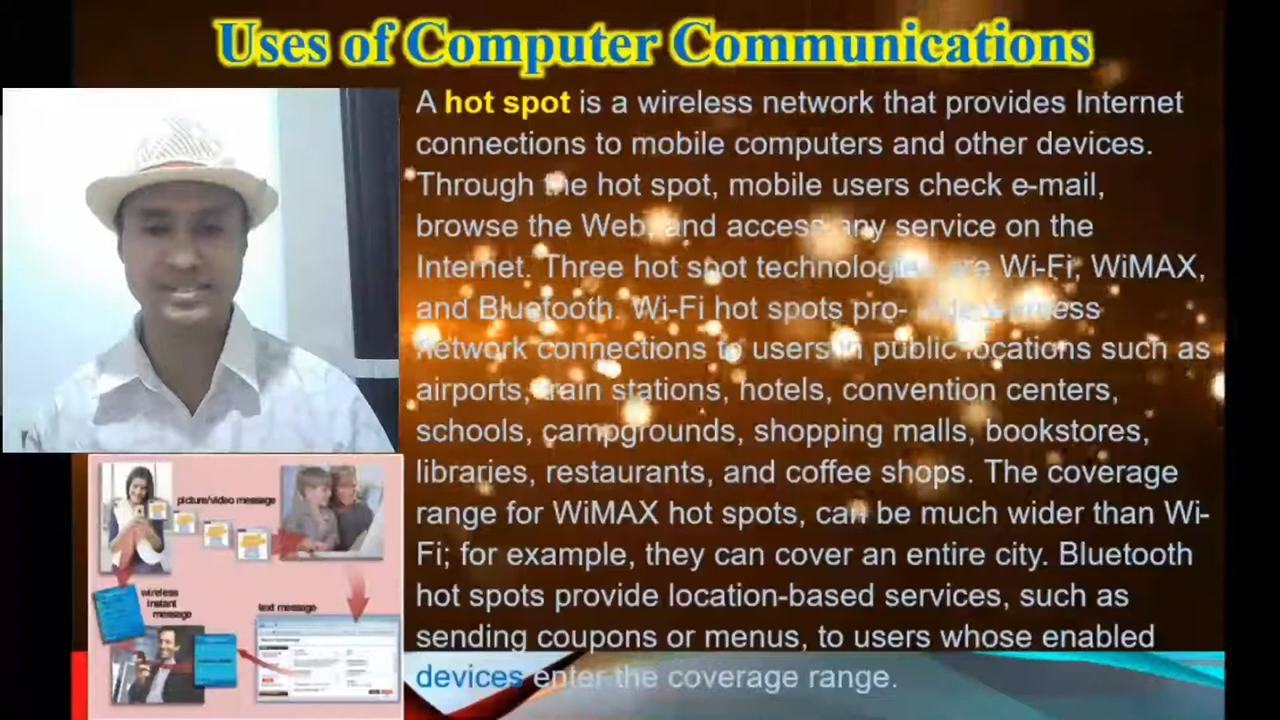 Uses of Computer Communications
A hot spot is a wireless network that provides Internet
connections to mobile computers and other devices.
Through the hot spot, mobile users check e-mail,
browse the Web, and access any service on the
Internet. Three hot spot technologies are Wi-Fi, WiMAX,
and Bluetooth. Wi-Fi hot spots pro- vide wireless
network connections to users in public locations such as
airports, train stations, hotels, convention centers,
schools, campgrounds, shopping malls, bookstores,
libraries, restaurants, and coffee shops. The coverage
range for WiMAX hot spots, can be much wider than Wi-
Fi; for example, they can cover an entire city. Bluetooth
hot spots provide location-based services, such as
sending coupons or menus, to users whose enabled
devices enter the coverage range.
picture/video message
wireless
instant
message
text message